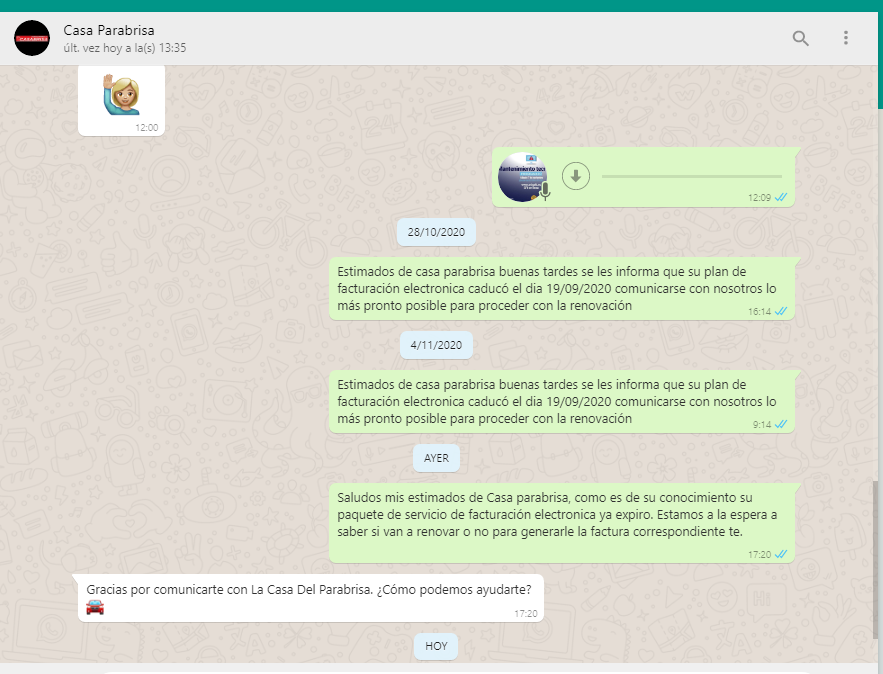 Casa Parabrisa
últ. vez hoy a la(s) 13:35
12:00
12:09
28/10/2020
Estimados de casa parabrisa buenas tardes se les informa que su plan de
facturación electronica caducó el dia 19/09/2020 comunicarse con nosotros lo
más pronto posible para proceder con la renovación
16:14
4/11/2020
Estimados de casa parabrisa buenas tardes se les informa que su plan de
facturación electronica caducó el dia 19/09/2020 comunicarse con nosotros lo
más pronto posible para proceder con la renovación
9:14
AYER
Saludos mis estimados de Casa parabrisa, como es de su conocimiento su
paquete de servicio de facturación electronica ya expiro. Estamos a la espera a
saber si van a renovar o no para generarle la factura correspondiente te.
17:20
Gracias por comunicarte con La Casa Del Parabrisa. ¿Cómo podemos ayudarte?
17:20
HOY